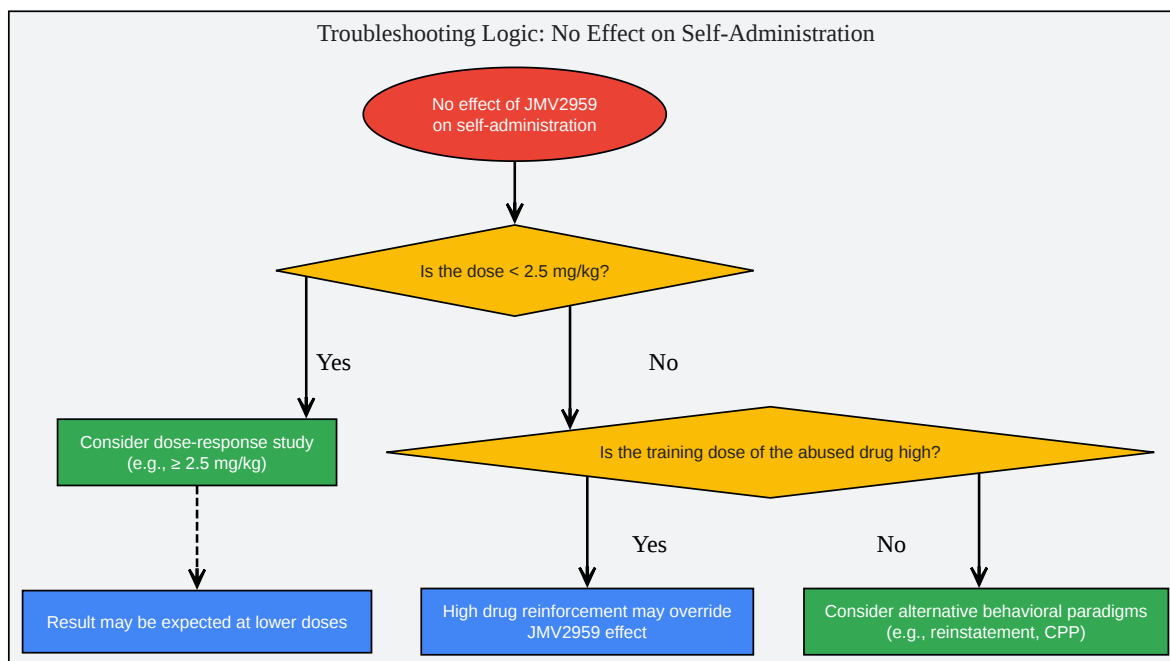 Troubleshooting Logic: No Effect on Self-Administration
No effect of JMV2959
on self-administration
Is the dose < 2.5 mg/kg?
Yes
No
Consider dose-response study
(e.g., ≥ 2.5 mg/kg)
Is the training dose of the abused drug high?
Yes
No
Result may be expected at lower doses
High drug reinforcement may override
JMV2959 effect
Consider alternative behavioral paradigms
(e.g., reinstatement, CPP)